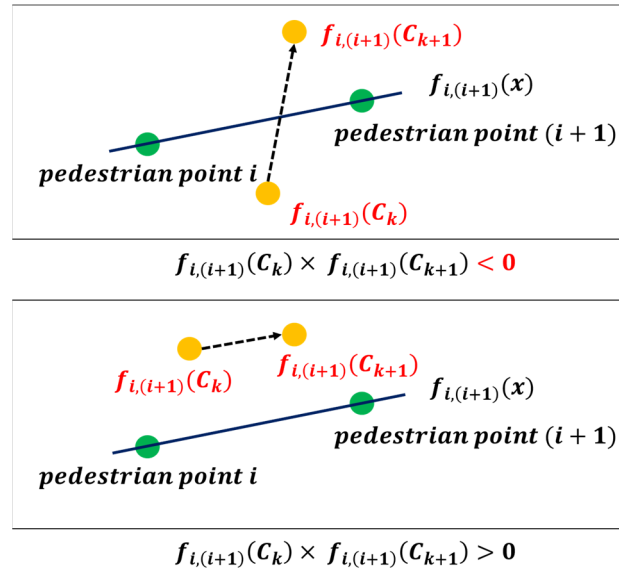 f_{i,(i+1)}(C_{k+1})
f_{i,(i+1)}(x)
pedestrian point (i + 1)
pedestrian point i
f_{i,(i+1)}(C_k)
f_{i,(i+1)}(C_k) × f_{i,(i+1)}(C_{k+1}) < 0
f_{i,(i+1)}(C_k) f_{i,(i+1)}(C_{k+1})
f_{i,(i+1)}(x)
pedestrian point (i + 1)
pedestrian point i
f_{i,(i+1)}(C_k) × f_{i,(i+1)}(C_{k+1}) > 0